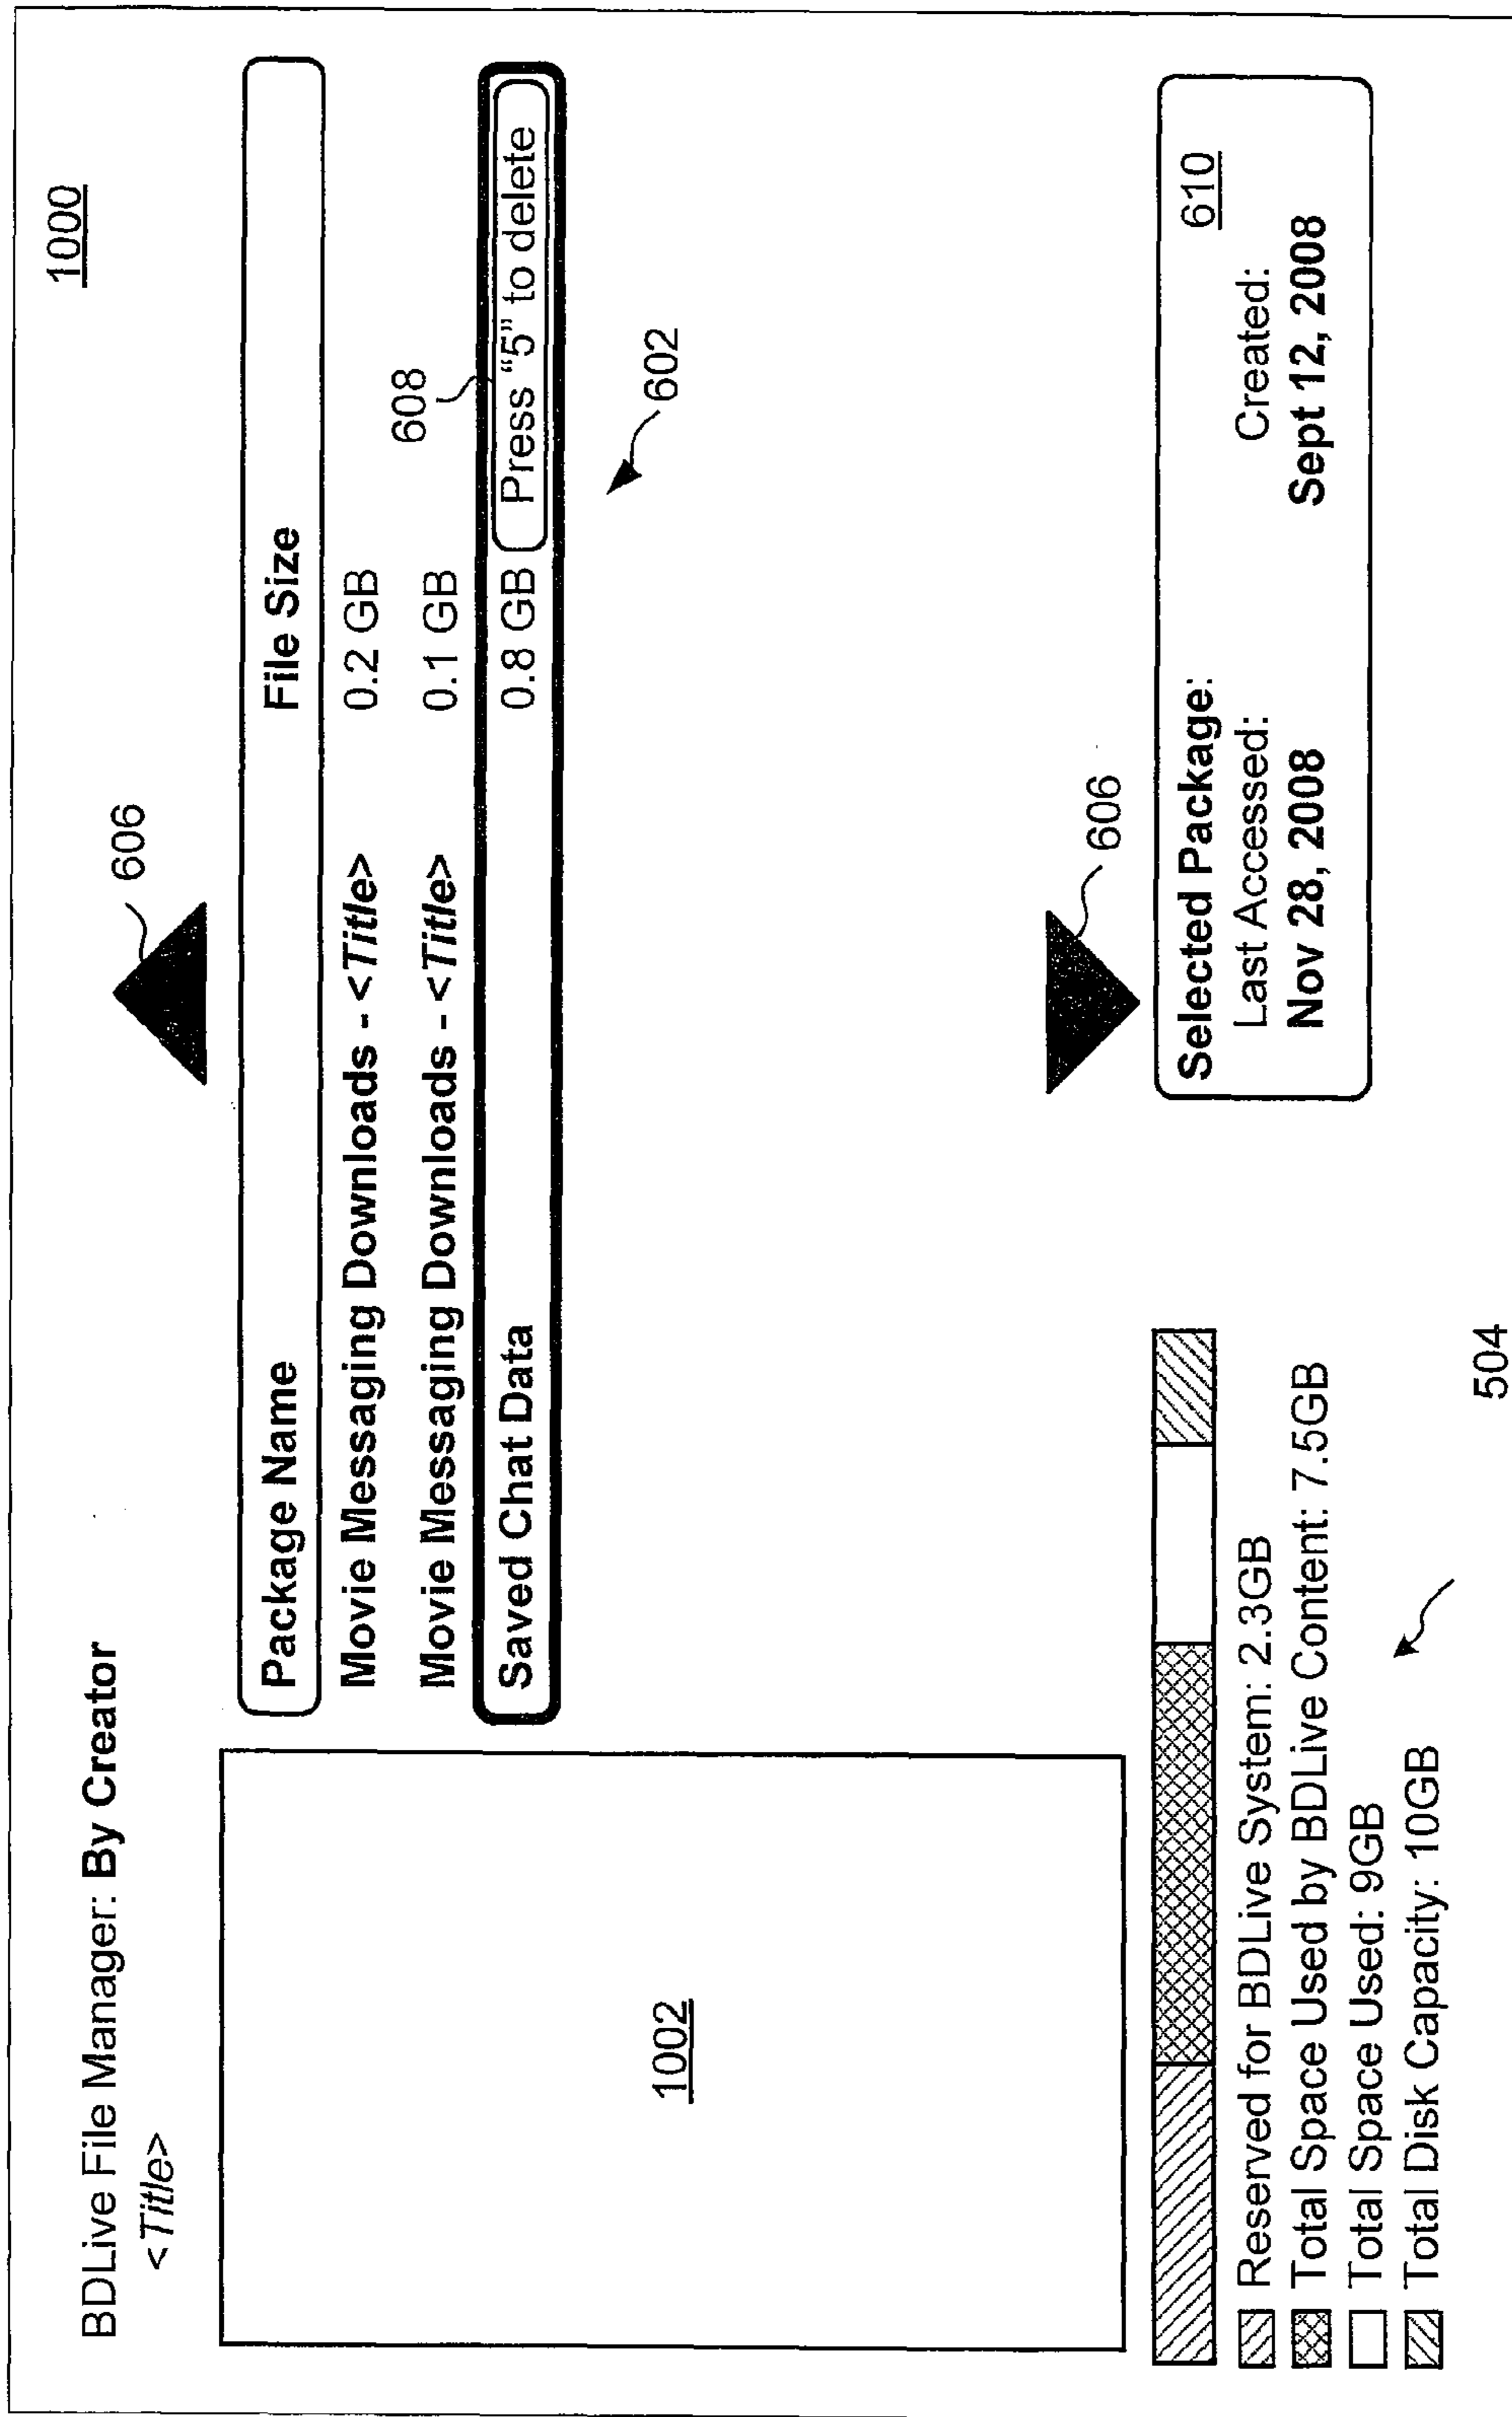 1000
BDLive File Manager: By Creator
<Title>
606
Package Name File Size
Movie Messaging Downloads - <Title> 0.2 GB
608
Movie Messaging Downloads - <Title> 0.1 GB
Saved Chat Data 0.8 GB Press “5” to delete
602
1002
606
Selected Package: 610
Last Accessed: Created:
Nov 28, 2008 Sept 12, 2008
Reserved for BDLive System: 2.3GB
Total Space Used by BDLive Content: 7.5GB
Total Space Used: 9GB
Total Disk Capacity: 10GB
504